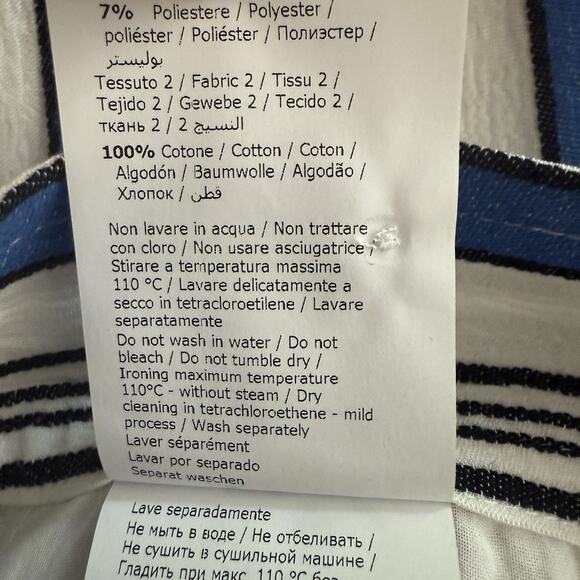 7% Poliestere / Polyester /
poliéster / Poliéster / Полиэстер /
بوليستر
Tessuto 2 / Fabric 2 / Tissu 2 /
Tejido 2 / Gewebe 2 / Tecido 2 /
ткань 2 / 2 النسيج
100% Cotone / Cotton / Coton /
Algodón / Baumwolle / Algodão /
Хлопок / قطن
Non lavare in acqua / Non trattare
con cloro / Non usare asciugatrice /
Stirare a temperatura massima
110 °C / Lavare delicatamente a
secco in tetracloroetilene / Lavare
separatamente
Do not wash in water / Do not
bleach / Do not tumble dry /
Ironing maximum temperature
110°C - without steam / Dry
cleaning in tetrachloroethene - mild
process / Wash separately
Laver séparément
Lavar por separado
Separat waschen
Lave separadamente
Не мыть в воде / Не отбеливать /
Не сушить в сушильной машине /
Гладить при макс. 110 °C без